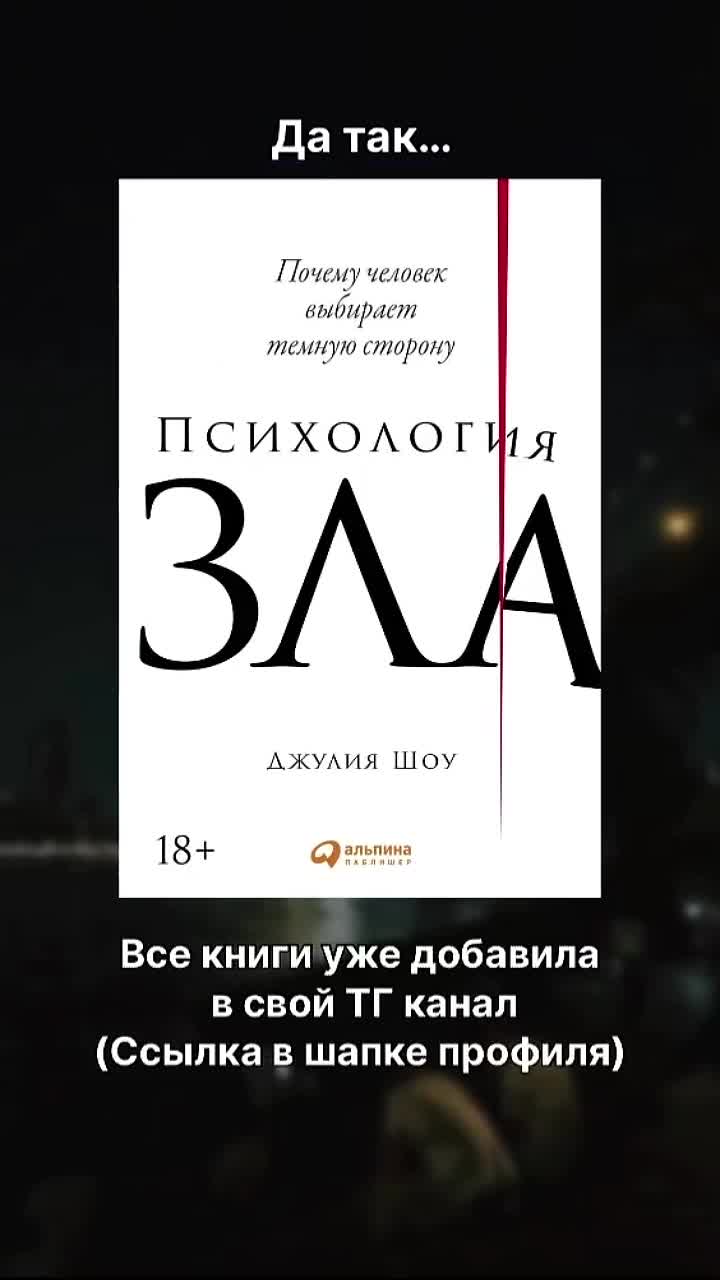 Да так...
Почему человек
выбирает
темную сторону
Психология
ЗЛА
Джулия Шоу
18+
альпина
ПАБЛИШЕР
Все книги уже добавила
в свой ТГ канал
(Ссылка в шапке профиля)